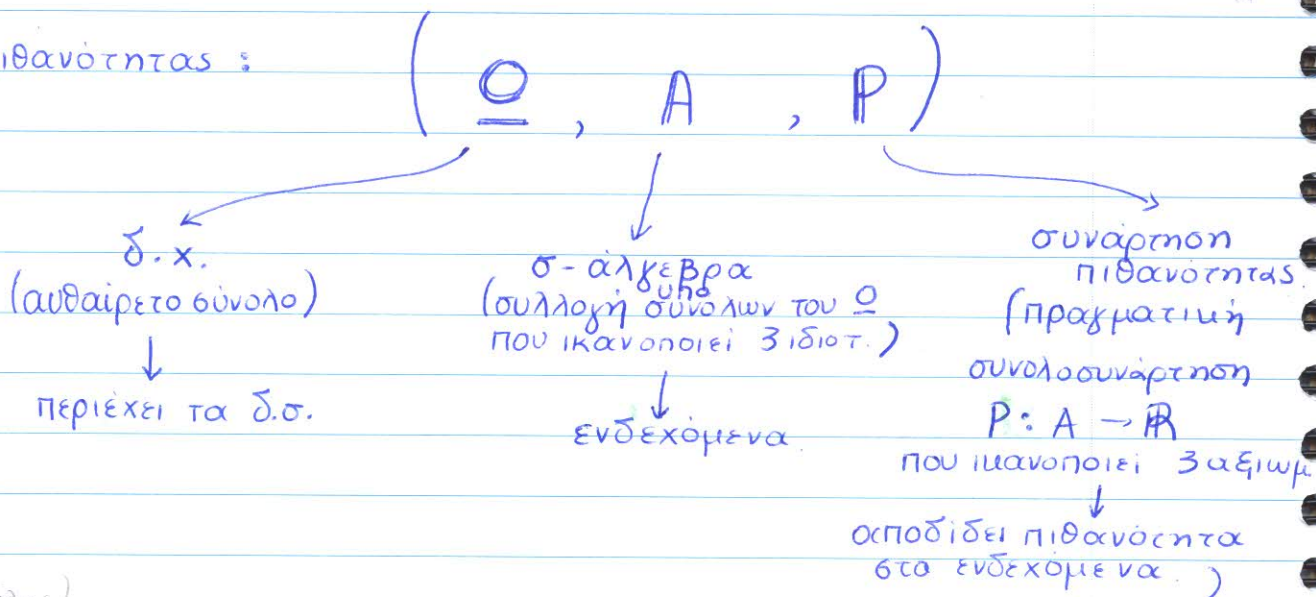 ιθανότητας :
( Ο , A , P )
δ.χ.
(αυθαίρετο σύνολο)
περιέχει τα δ.σ.
σ-άλγεβρα
(συλλογή υποσύνολων του Ο
που ικανοποιεί 3 ιδιοτ.)
ενδεχόμενα
συνάρτηση
πιθανότητας
(πραγματική
συνολοσυνάρτηση
P: A → R
που ικανοποιεί 3 αξιωμ
αποδίδει πιθανότητα
στα ενδεχόμενα )